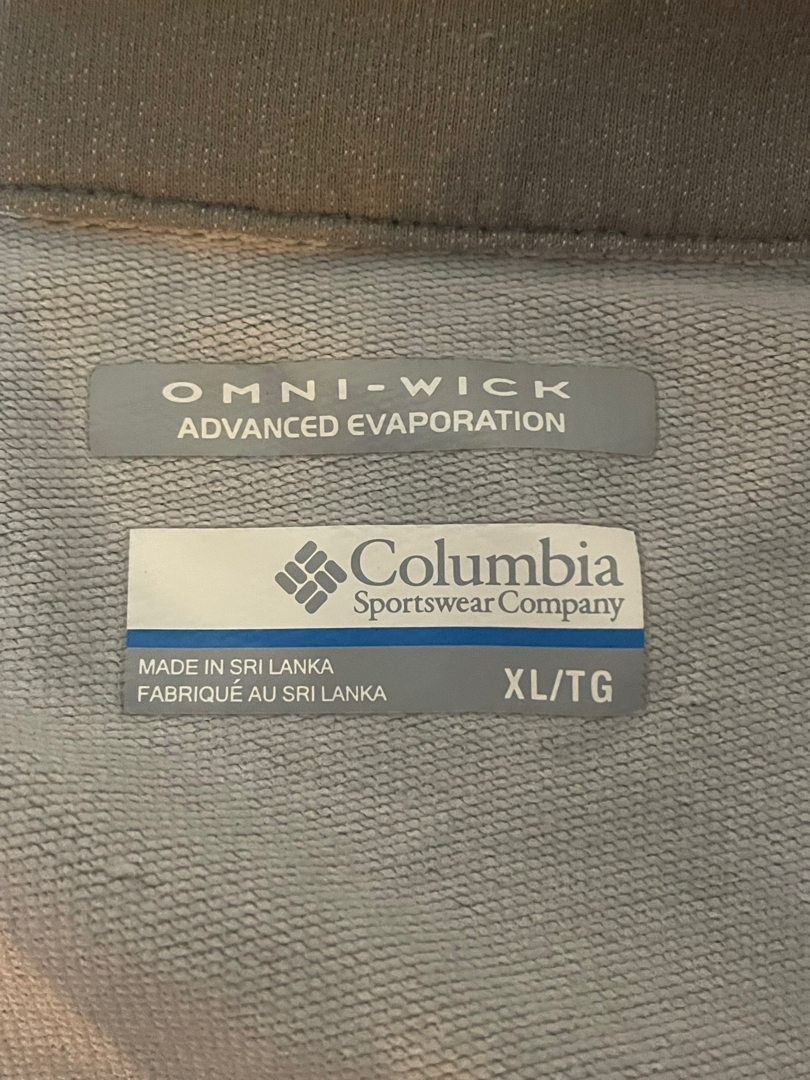 OMNI-WICK
ADVANCED EVAPORATION
Columbia
Sportswear Company
MADE IN SRI LANKA
FABRIQUÉ AU SRI LANKA
XL/TG